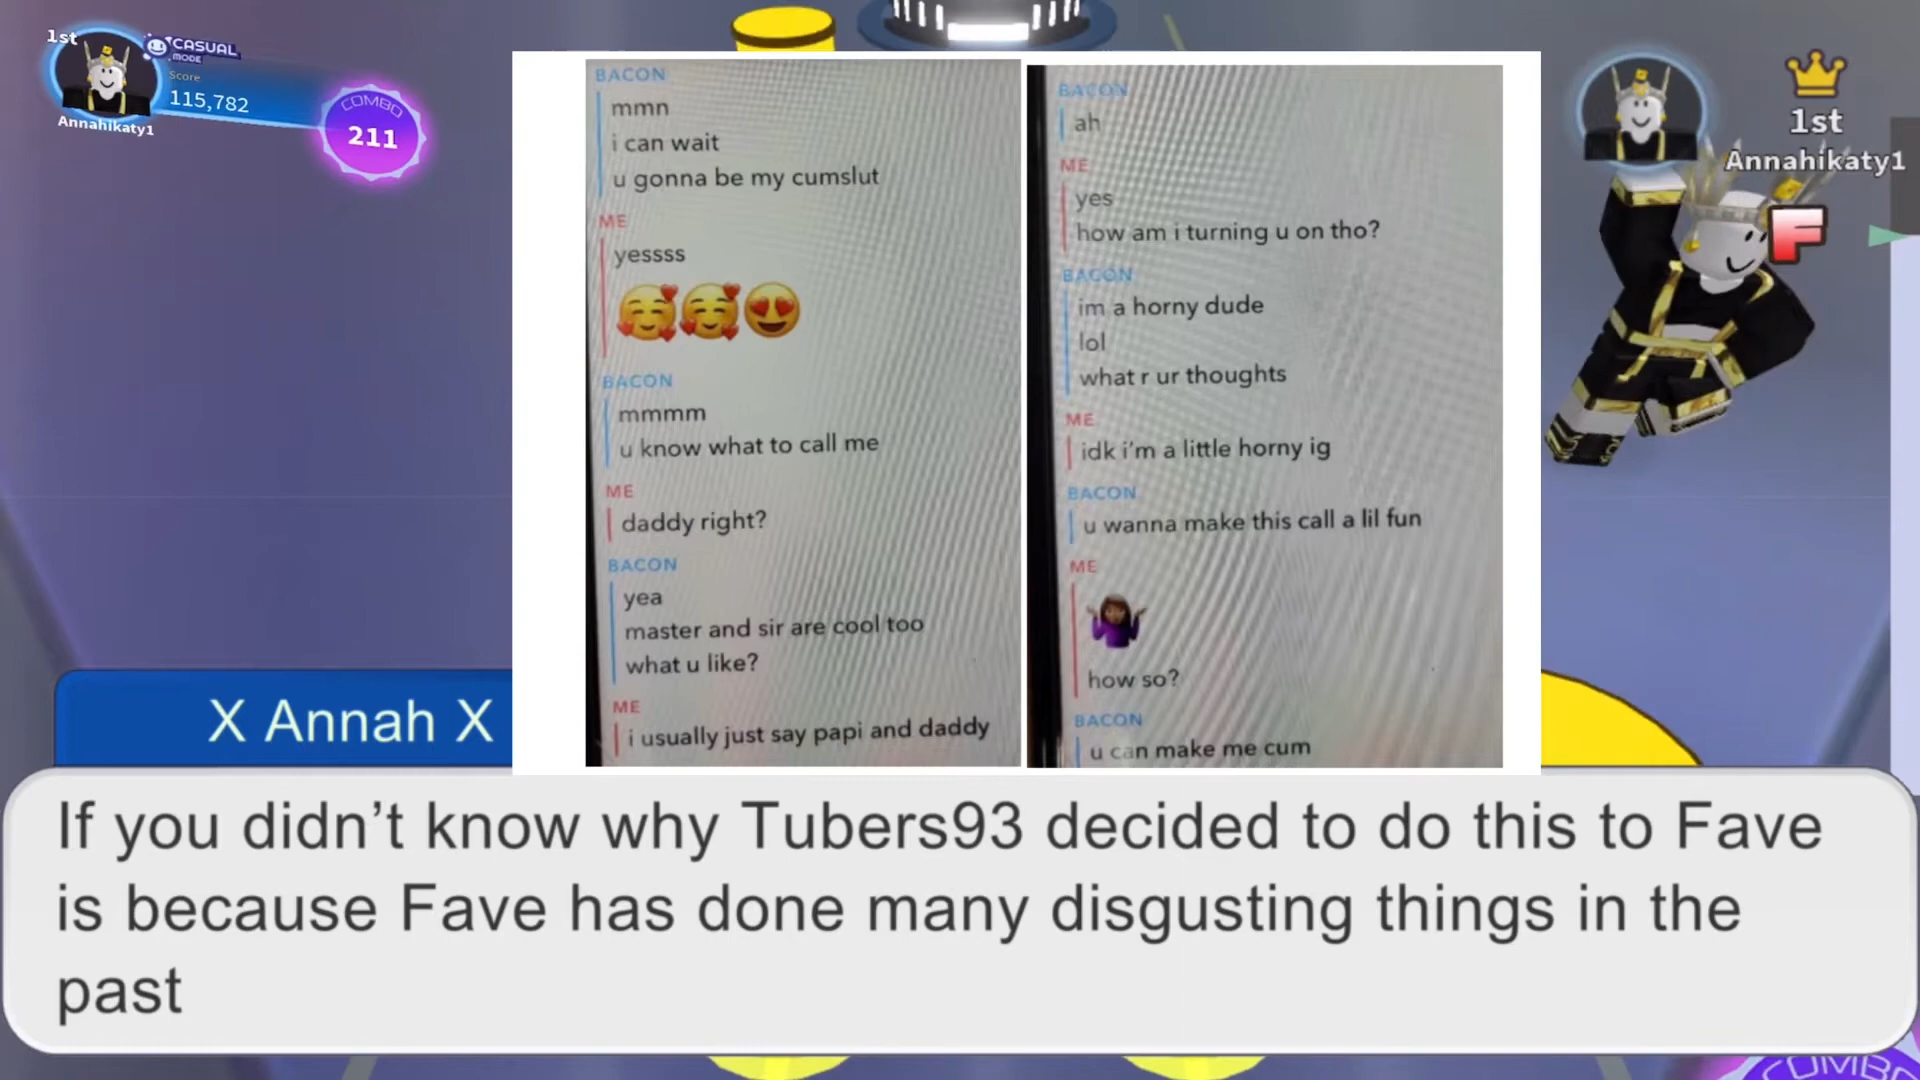 1st
CASUAL
MODE
Score
115,782
Annahikaty1
COMBO
211
BACON
mmn
i can wait
u gonna be my cumslut
ME
yessss
BACON
mmmm
u know what to call me
ME
daddy right?
BACON
yea
master and sir are cool too
what u like?
ME
i usually just say papi and daddy
BACON
ah
ME
yes
how am i turning u on tho?
BACON
im a horny dude
lol
what r ur thoughts
ME
idk i'm a little horny ig
BACON
u wanna make this call a lil fun
ME
how so?
BACON
u can make me cum
1st
Annahikaty1
F
X Annah X
If you didn't know why Tubers93 decided to do this to Fave
is because Fave has done many disgusting things in the
past
COMBO